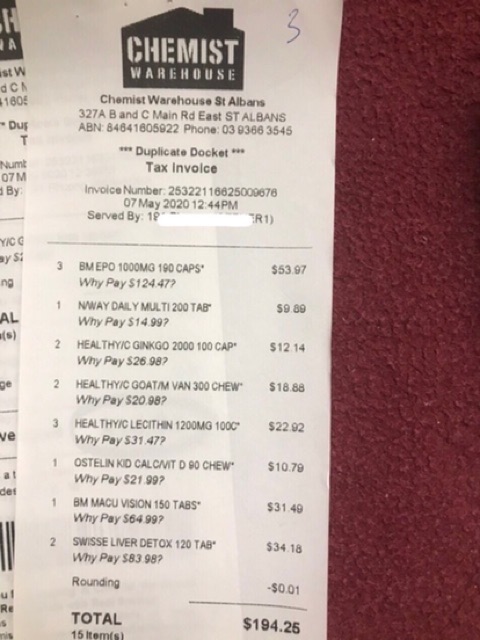 3
CHEMIST
WAREHOUSE
Chemist Warehouse St Albans
327A B and C Main Rd East ST ALBANS
ABN: 84641605922 Phone: 03 9366 3545
*** Duplicate Docket ***
Tax Invoice
Invoice Number: 25322116625009676
07 May 2020 12:44PM
Served By:
3 BM EPO 1000MG 190 CAPS* $53.97
Why Pay $124.47?
1 N/WAY DAILY MULTI 200 TAB* $9.89
Why Pay $14.99?
2 HEALTHY/C GINKGO 2000 100 CAP* $12.14
Why Pay $26.98?
2 HEALTHY/C GOAT/M VAN 300 CHEW* $18.88
Why Pay $20.98?
3 HEALTHY/C LECITHIN 1200MG 100C* $22.92
Why Pay $31.47?
1 OSTELIN KID CALC/VIT D 90 CHEW* $10.79
Why Pay $21.99?
1 BM MACU VISION 150 TABS* $31.49
Why Pay $64.99?
2 SWISSE LIVER DETOX 120 TAB* $34.18
Why Pay $83.98?
Rounding -$0.01
TOTAL $194.25
15 Item(s)